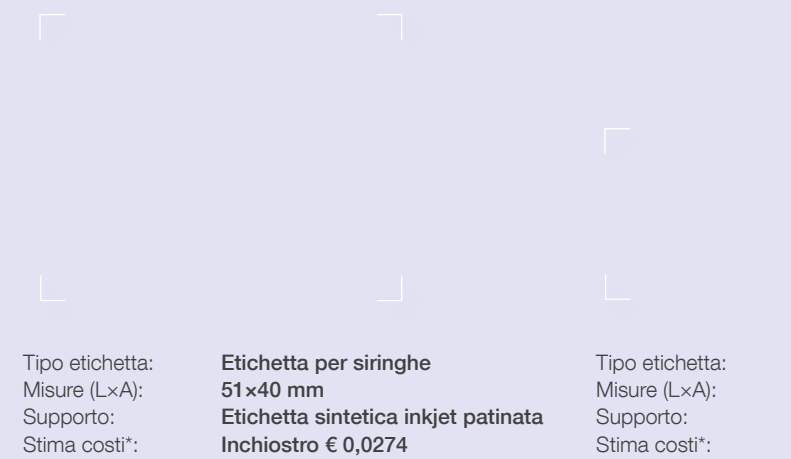 Tipo etichetta: Etichetta per siringhe
Misure (L×A): 51×40 mm
Supporto: Etichetta sintetica inkjet patinata
Stima costi*: Inchiostro € 0,0274
Tipo etichetta:
Misure (L×A):
Supporto:
Stima costi*: